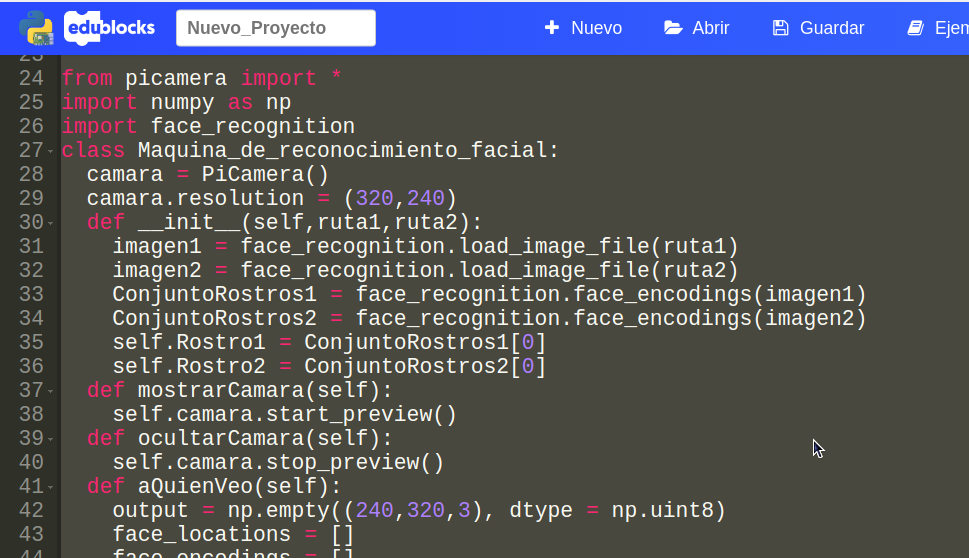 edublocks Nuevo_Proyecto Nuevo Abrir Guardar Ejem
23
24 from picamera import *
25 import numpy as np
26 import face_recognition
27 class Maquina_de_reconocimiento_facial:
28 camara = PiCamera()
29 camara.resolution = (320,240)
30 def __init__(self,ruta1,ruta2):
31 imagen1 = face_recognition.load_image_file(ruta1)
32 imagen2 = face_recognition.load_image_file(ruta2)
33 ConjuntoRostros1 = face_recognition.face_encodings(imagen1)
34 ConjuntoRostros2 = face_recognition.face_encodings(imagen2)
35 self.Rostro1 = ConjuntoRostros1[0]
36 self.Rostro2 = ConjuntoRostros2[0]
37 def mostrarCamara(self):
38 self.camara.start_preview()
39 def ocultarCamara(self):
40 self.camara.stop_preview()
41 def aQuienVeo(self):
42 output = np.empty((240,320,3), dtype = np.uint8)
43 face_locations = []
44 face_encodings = []